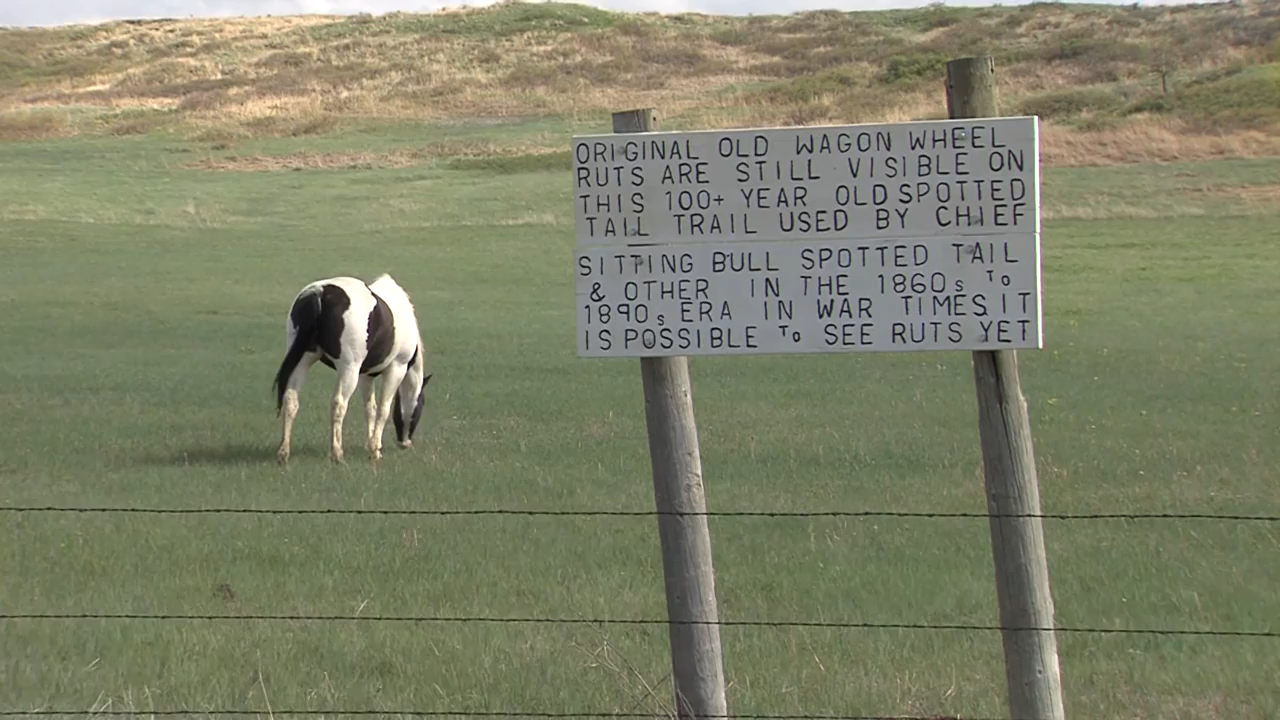 ORIGINAL OLD WAGON WHEEL
RUTS ARE STILL VISIBLE ON
THIS 100+ YEAR OLD SPOTTED
TAIL TRAIL USED BY CHIEF
SITTING BULL SPOTTED TAIL
& OTHER IN THE 1860s TO
1890s ERA IN WAR TIMES. IT
IS POSSIBLE TO SEE RUTS YET